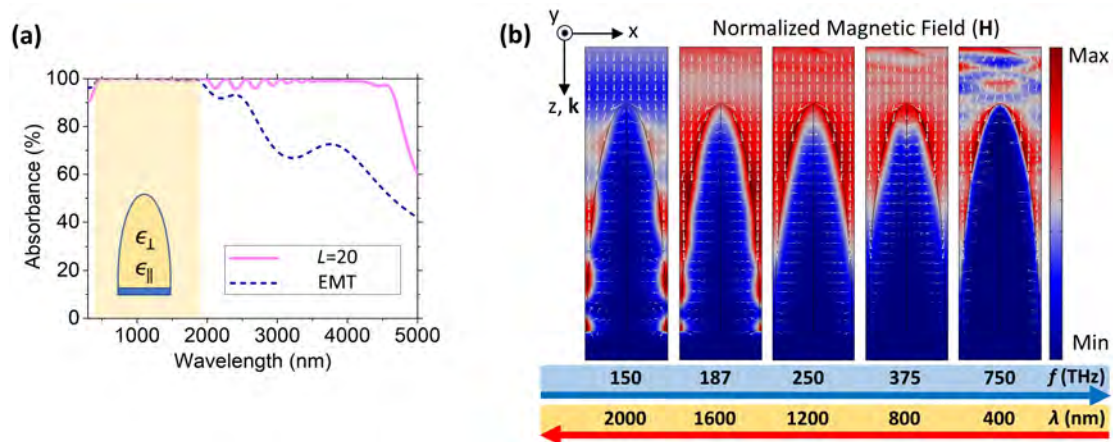 (a)
Absorbance (%)
100
80
60
40
20
0
ϵ⊥
ϵ∥
L=20
EMT
1000 2000 3000 4000 5000
Wavelength (nm)
(b)
y
x
z, k
Normalized Magnetic Field (H)
Max
Min
150 187 250 375 750 f (THz)
2000 1600 1200 800 400 λ (nm)